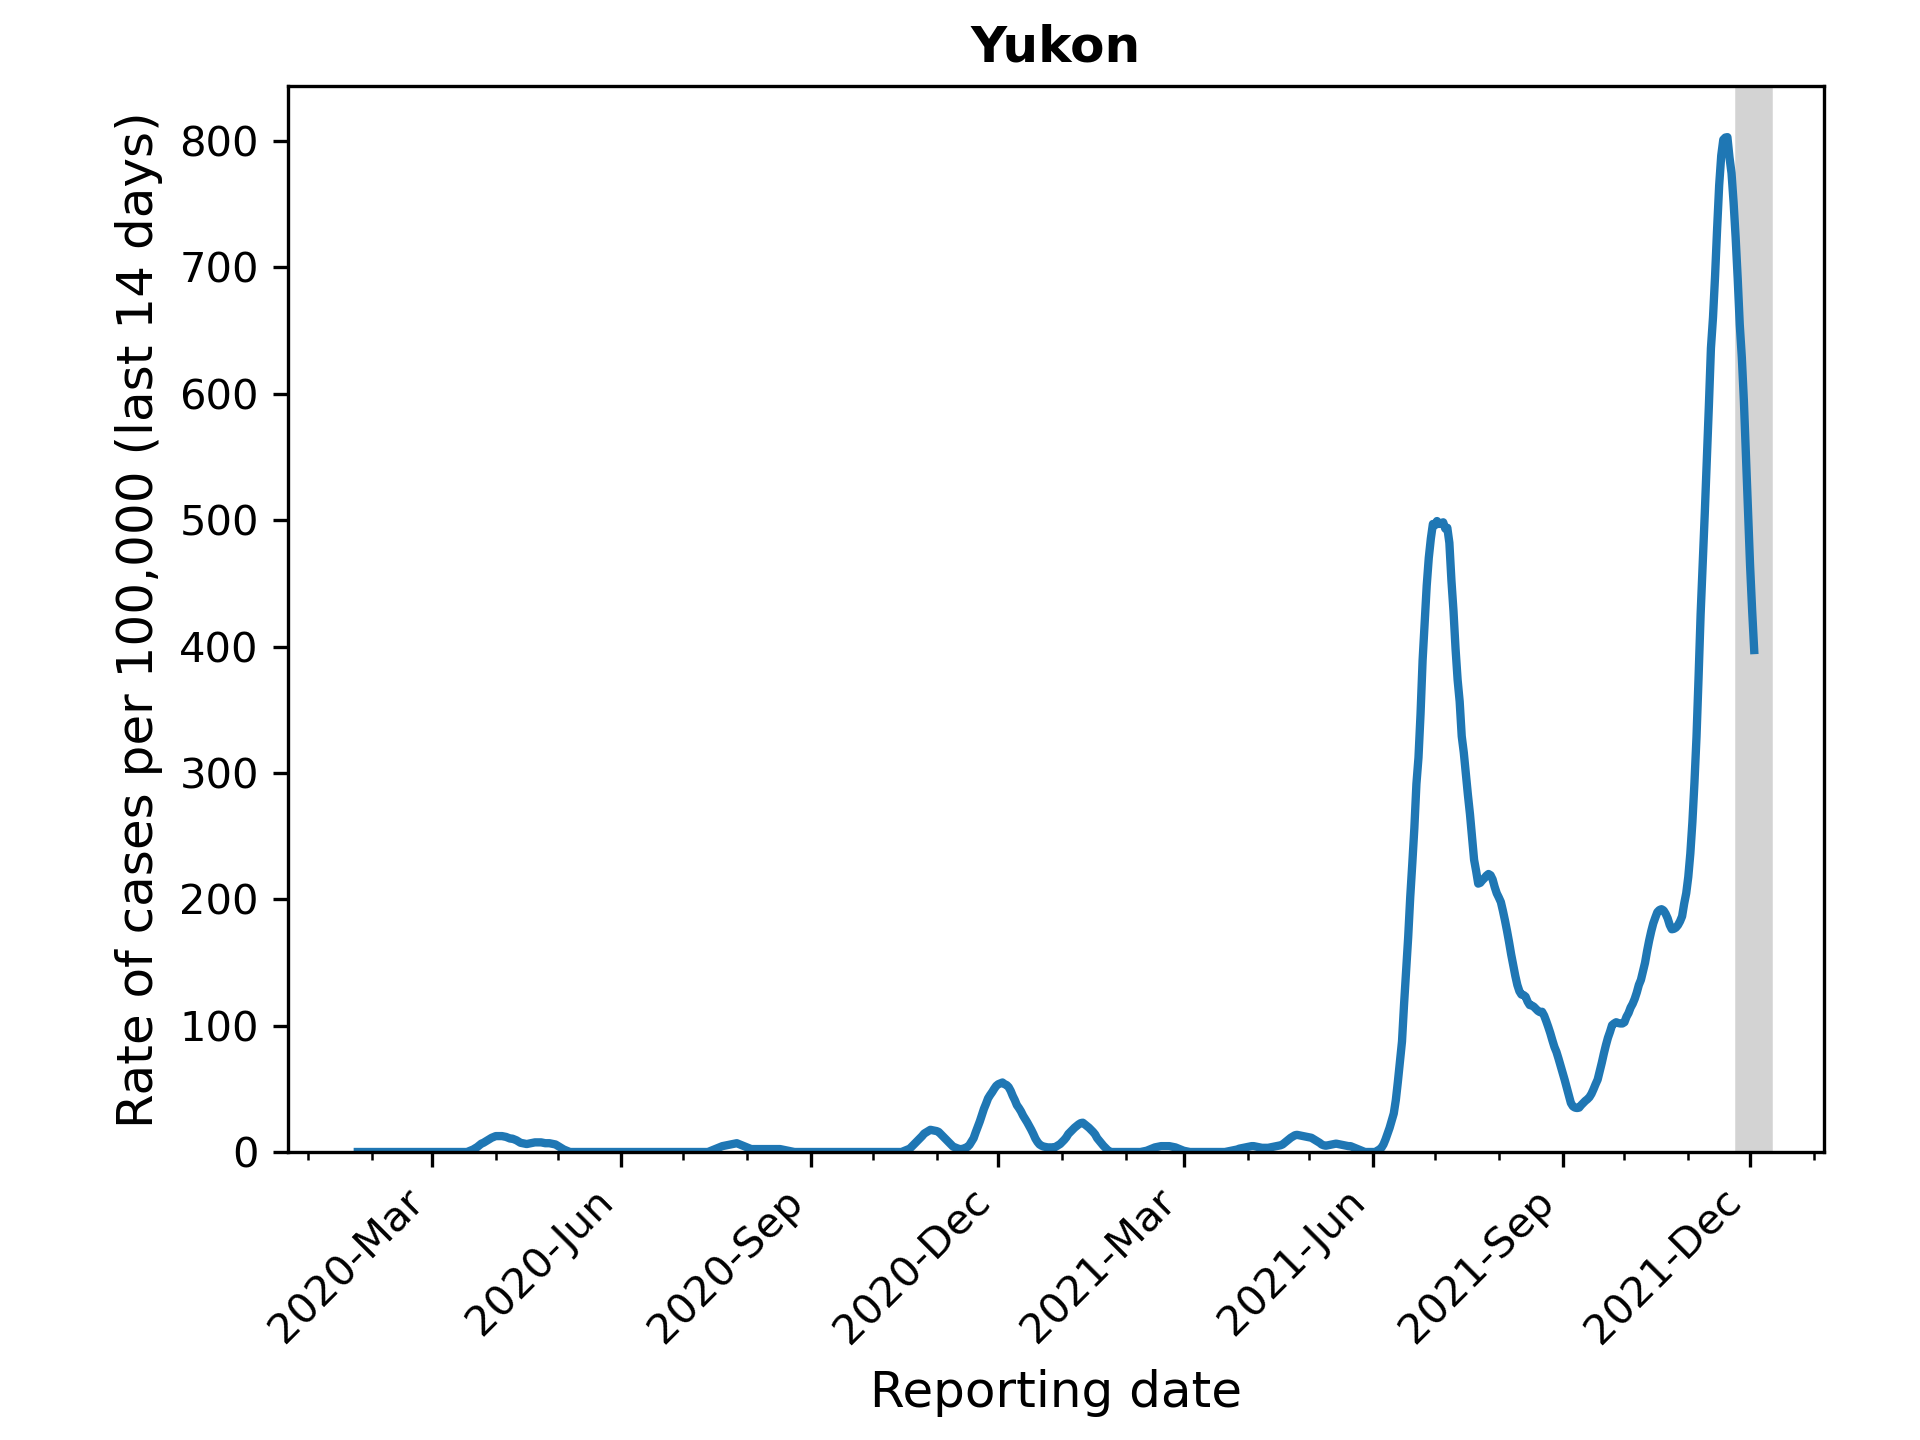 Yukon
Rate of cases per 100,000 (last 14 days)
800
700
600
500
400
300
200
100
0
2020-Mar
2020-Jun
2020-Sep
2020-Dec
2021-Mar
2021-Jun
2021-Sep
2021-Dec
Reporting date